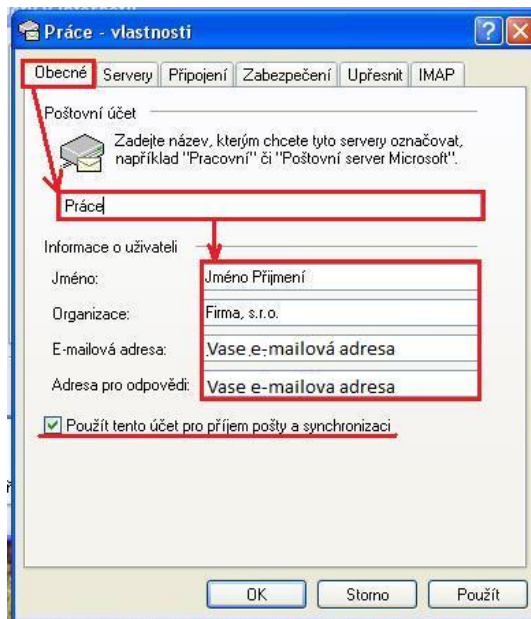 Práce - vlastnosti
Obecné Servery Připojení Zabezpečení Upřesnit IMAP
Poštovní účet
Zadejte název, kterým chcete tyto servery označovat,
například "Pracovní" či "Poštovní server Microsoft".
Práce
Informace o uživateli
Jméno: Jméno Přijmení
Organizace: Firma, s.r.o.
E-mailová adresa: Vase e-mailová adresa
Adresa pro odpovědi: Vase e-mailova adresa
Použít tento účet pro příjem pošty a synchronizaci
OK Storno Použít